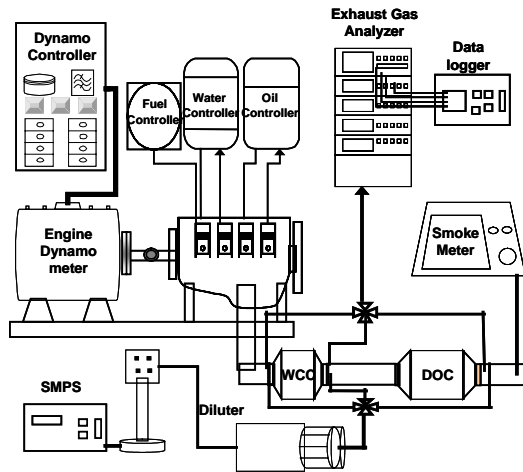 Dynamo
Controller
Exhaust Gas
Analyzer
Data
logger
Fuel
Controller
Water
Controller
Oil
Controller
Engine
Dynamo
meter
Smoke
Meter
WCC
DOC
SMPS
Diluter